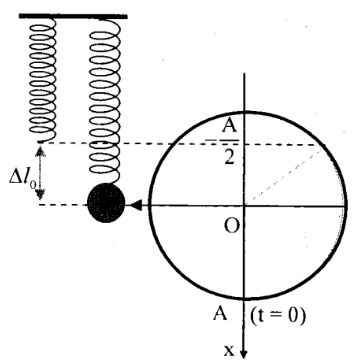 -A/2
Δl₀
O
A (t = 0)
x